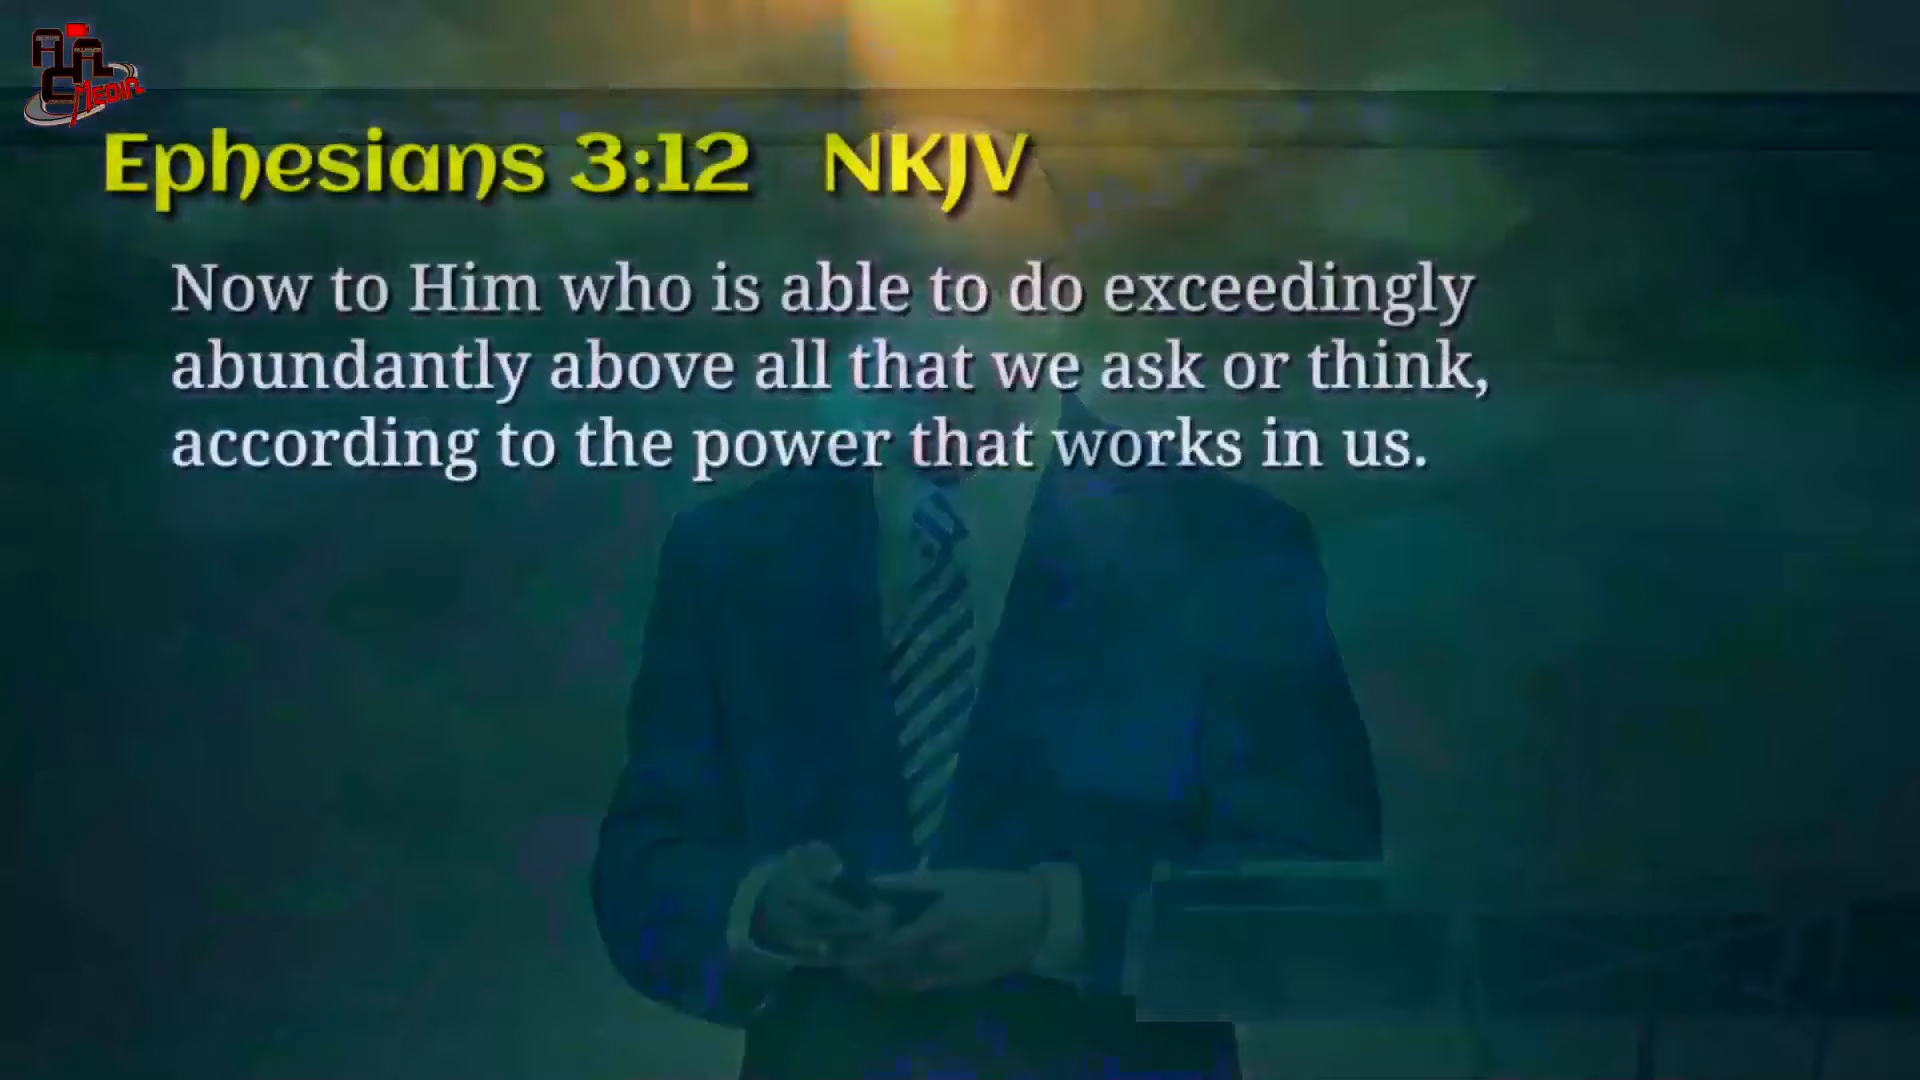 MEDIA
Ephesians 3:12 NKJV
Now to Him who is able to do exceedingly
abundantly above all that we ask or think,
according to the power that works in us.